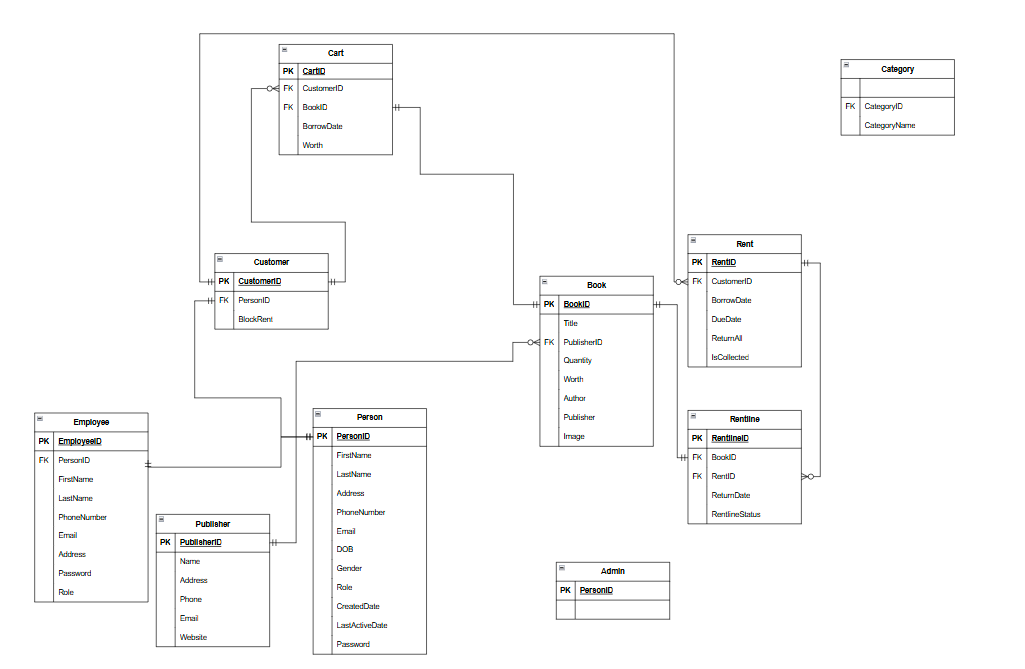 Cart
PK CartID
FK CustomerID
FK BookID
BorrowDate
Worth
Category
FK CategoryID
CategoryName
Rent
PK RentID
FK CustomerID
BorrowDate
DueDate
ReturnAll
IsCollected
Customer
PK CustomerID
FK PersonID
BlockRent
Book
PK BookID
Title
FK PublisherID
Quantity
Worth
Author
Publisher
Image
Employee
PK EmployeeID
FK PersonID
FirstName
LastName
PhoneNumber
Email
Address
Password
Role
Person
PK PersonID
FirstName
LastName
Address
PhoneNumber
Email
DOB
Gender
Role
CreatedDate
LastActiveDate
Password
Rentline
PK RentlineID
FK BookID
FK RentID
ReturnDate
RentlineStatus
Publisher
PK PublisherID
Name
Address
Phone
Email
Website
Admin
PK PersonID